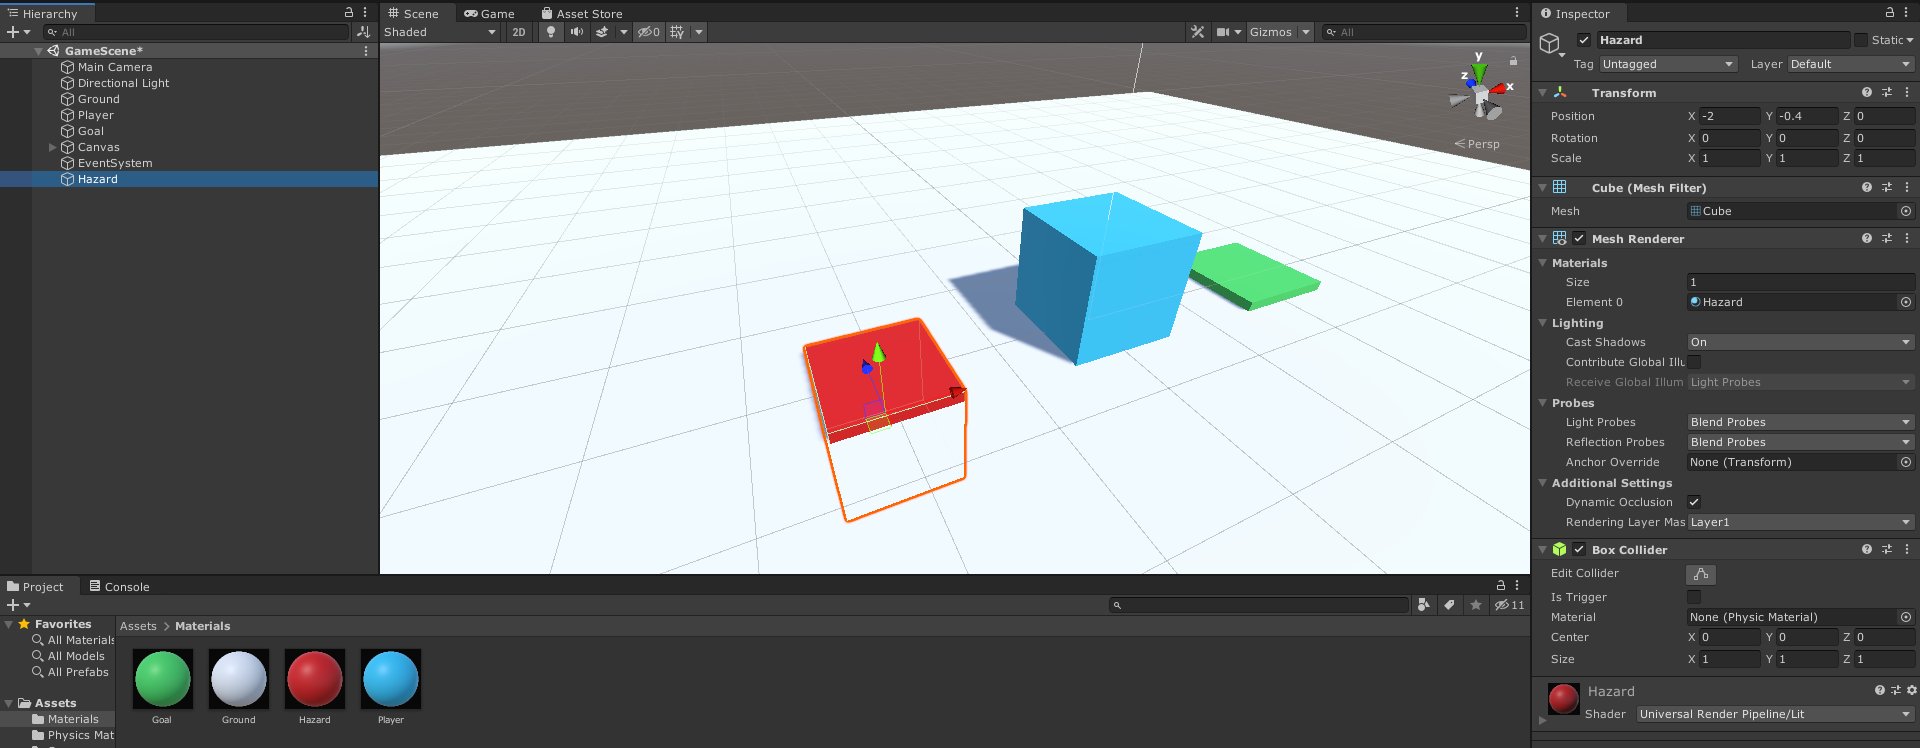 Hierarchy
All
GameScene*
Main Camera
Directional Light
Ground
Player
Goal
Canvas
EventSystem
Hazard
Scene
Game
Asset Store
Shaded
2D
0
Gizmos
All
y
z
x
Persp
Project
Console
11
Favorites
All Materials
All Models
All Prefabs
Assets
Materials
Physics Mat
Assets > Materials
Goal
Ground
Hazard
Player
Inspector
Hazard
Static
Tag Untagged Layer Default
Transform
Position X -2 Y -0.4 Z 0
Rotation X 0 Y 0 Z 0
Scale X 1 Y 1 Z 1
Cube (Mesh Filter)
Mesh Cube
Mesh Renderer
Materials
Size 1
Element 0 Hazard
Lighting
Cast Shadows On
Contribute Global Illu
Receive Global Illum Light Probes
Probes
Light Probes Blend Probes
Reflection Probes Blend Probes
Anchor Override None (Transform)
Additional Settings
Dynamic Occlusion
Rendering Layer Mas Layer1
Box Collider
Edit Collider
Is Trigger
Material None (Physic Material)
Center X 0 Y 0 Z 0
Size X 1 Y 1 Z 1
Hazard
Shader Universal Render Pipeline/Lit